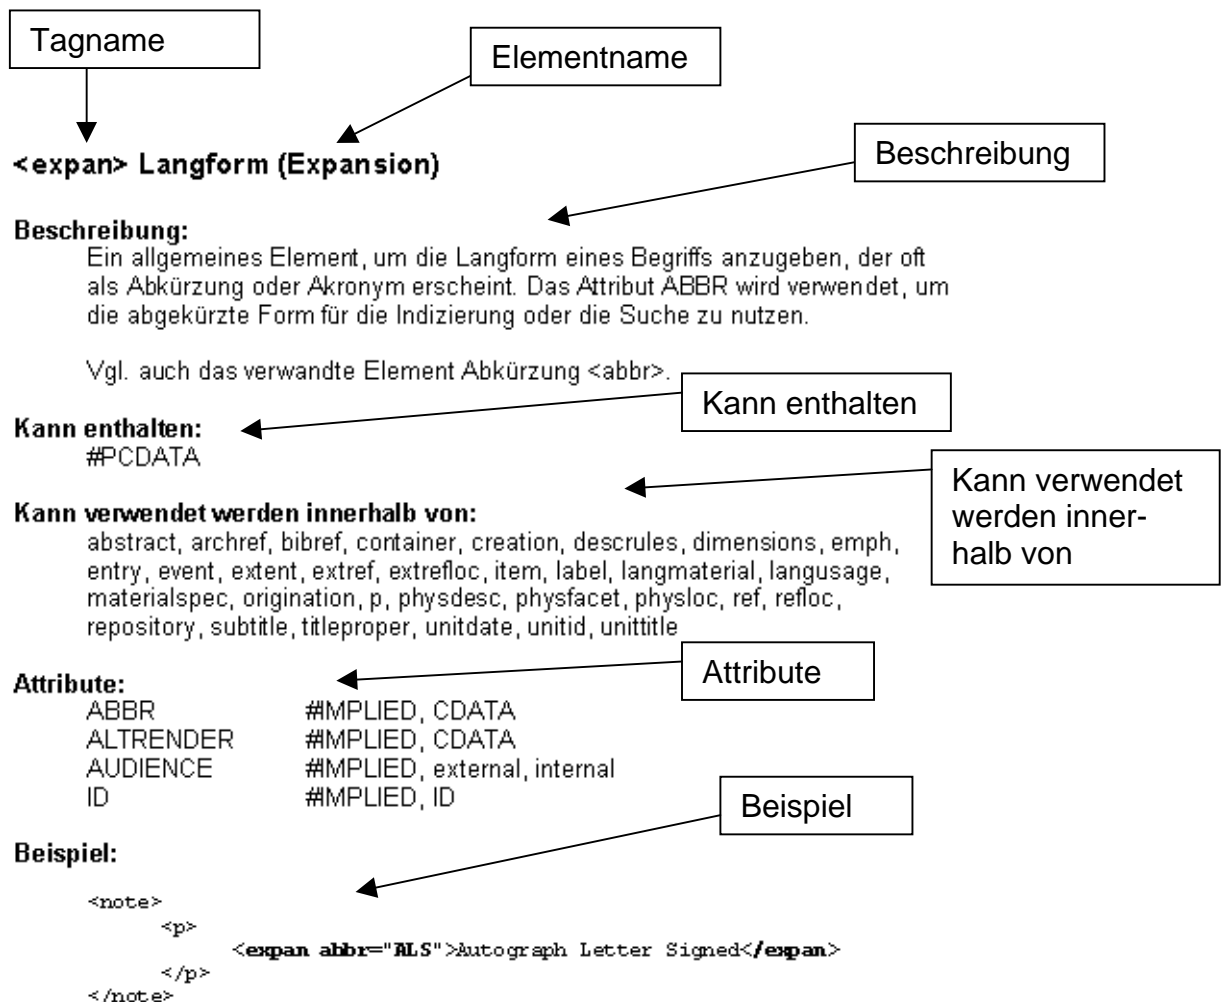 Tagname
Elementname
<expan> Langform (Expansion)
Beschreibung
Beschreibung:
Ein allgemeines Element, um die Langform eines Begriffs anzugeben, der oft
als Abkürzung oder Akronym erscheint. Das Attribut ABBR wird verwendet, um
die abgekürzte Form für die Indizierung oder die Suche zu nutzen.
Vgl. auch das verwandte Element Abkürzung <abbr>.
Kann enthalten
Kann enthalten:
#PCDATA
Kann verwendet
werden inner-
halb von
Kann verwendet werden innerhalb von:
abstract, archref, bibref, container, creation, descrules, dimensions, emph,
entry, event, extent, extref, extrefloc, item, label, langmaterial, langusage,
materialspec, origination, p, physdesc, physfacet, physloc, ref, refloc,
repository, subtitle, titleproper, unitdate, unitid, unittitle
Attribute
Attribute:
ABBR #IMPLIED, CDATA
ALTRENDER #IMPLIED, CDATA
AUDIENCE #IMPLIED, external, internal
ID #IMPLIED, ID
Beispiel
Beispiel:
<note>
<p>
<expan abbr="ALS">Autograph Letter Signed</expan>
</p>
</note>